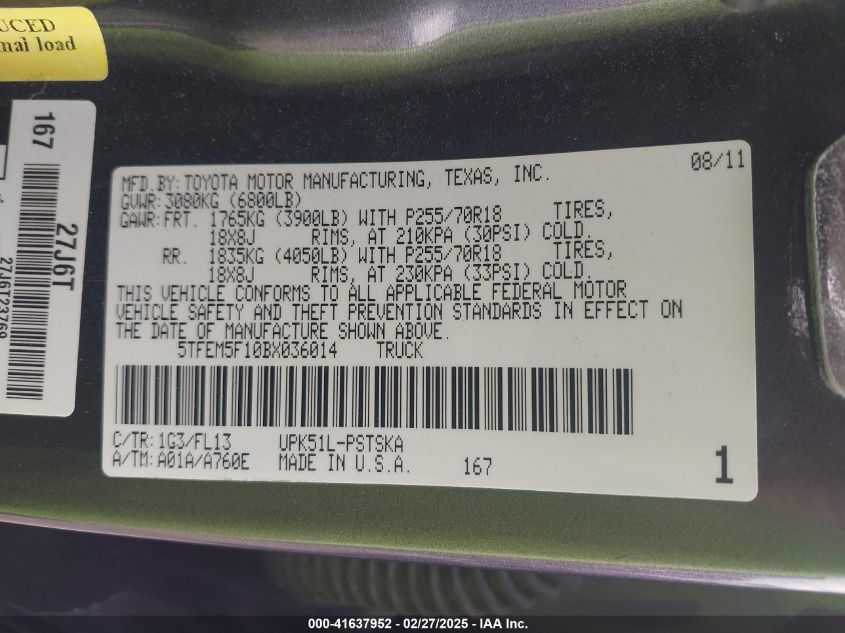 UCED
nal load
167
27J6T
27J6T23769
MFD.BY:TOYOTA MOTOR MANUFACTURING, TEXAS, INC. 08/11
GVWR:3080KG (6800LB)
GAWR:FRT. 1765KG (3900LB) WITH P255/70R18 TIRES,
18X8J RIMS, AT 210KPA (30PSI) COLD.
RR. 1835KG (4050LB) WITH P255/70R18 TIRES,
18X8J RIMS, AT 230KPA (33PSI) COLD.
THIS VEHICLE CONFORMS TO ALL APPLICABLE FEDERAL MOTOR
VEHICLE SAFETY AND THEFT PREVENTION STANDARDS IN EFFECT ON
THE DATE OF MANUFACTURE SHOWN ABOVE.
5TFEM5F10BX036014 TRUCK
C/TR:1G3/FL13 UPK51L-PSTSKA
A/TM:A01A/A760E MADE IN U.S.A. 167 1
000-41637952 - 02/27/2025 - IAA Inc.